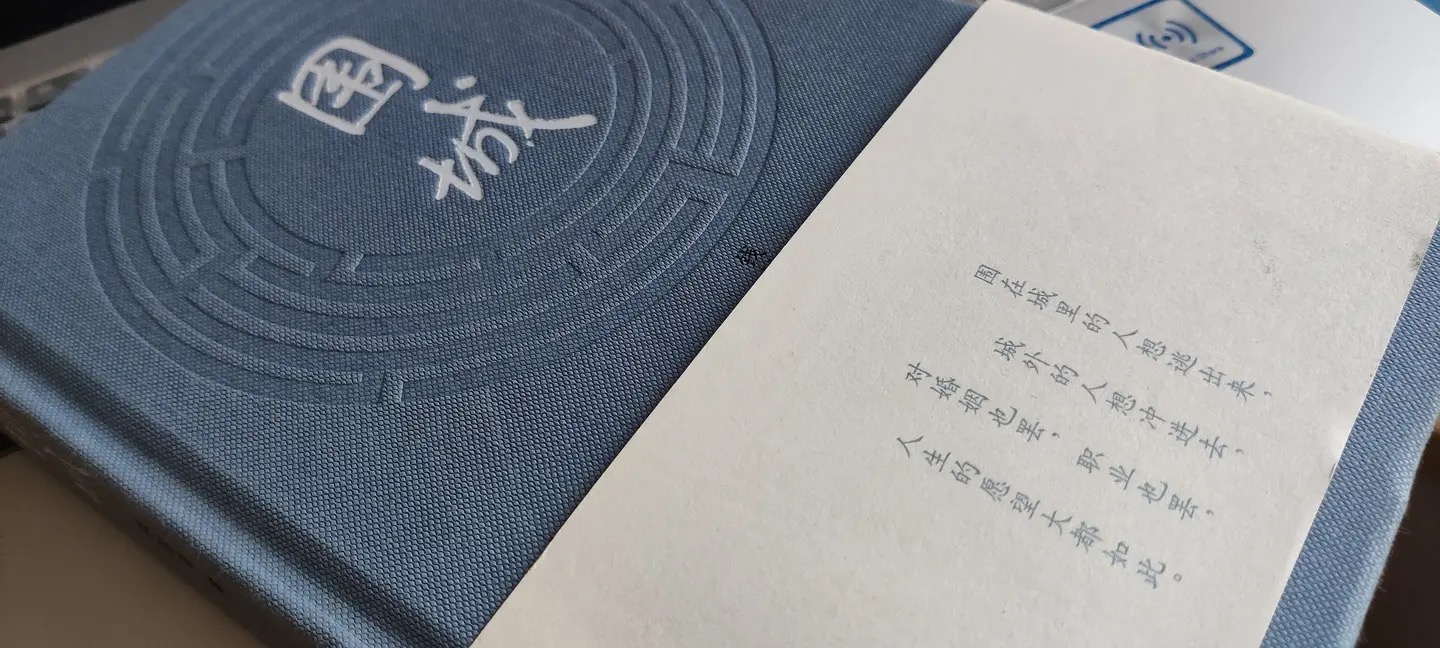 围城
围在城里的人想逃出来，
城外的人想冲进去，
对婚姻也罢，职业也罢，
人生的愿望大都如此。